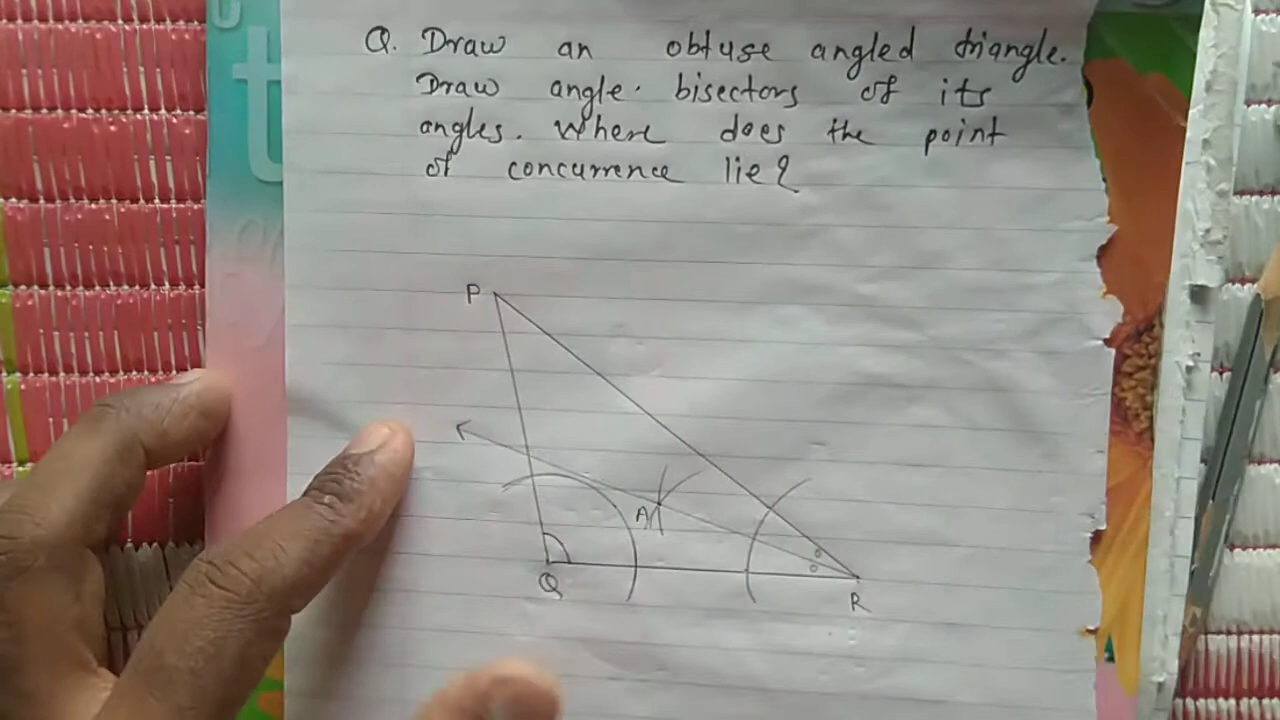 Q. Draw an obtuse angled triangle.
Draw angle bisectors of its
angles. Where does the point
of concurrence lie?
P
A
Q
R